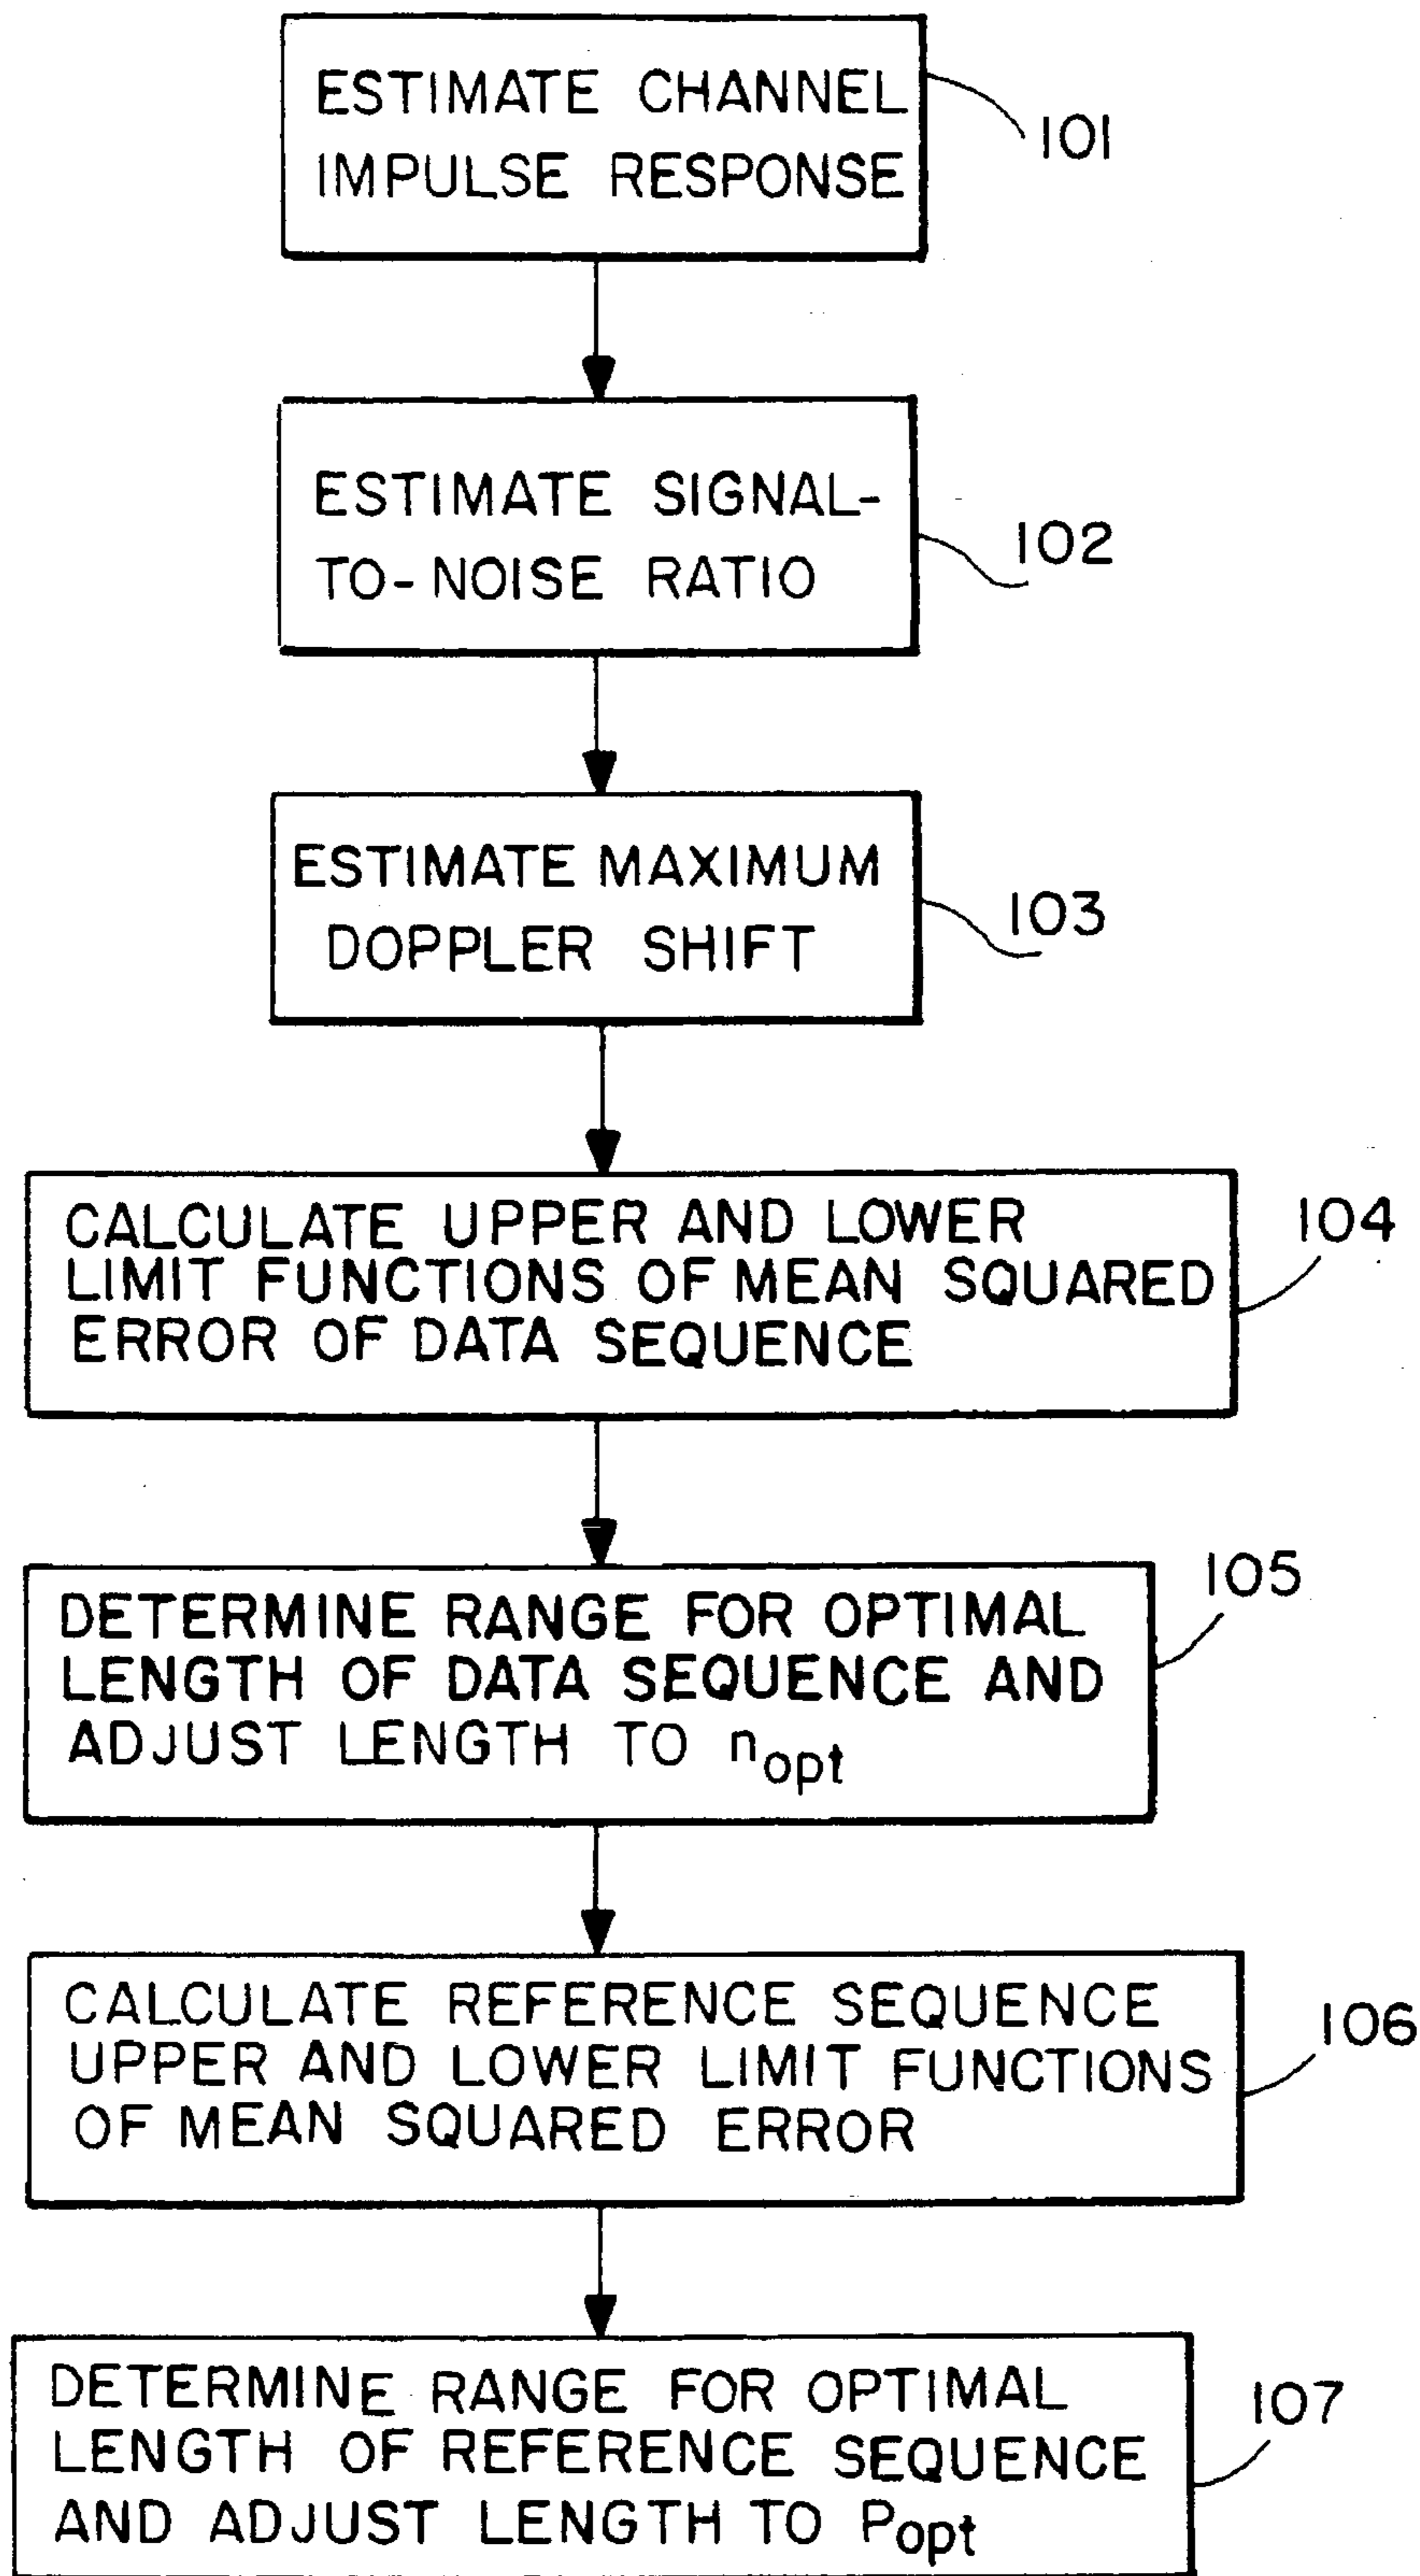 ESTIMATE CHANNEL
IMPULSE RESPONSE
101
ESTIMATE SIGNAL-
TO-NOISE RATIO
102
ESTIMATE MAXIMUM
DOPPLER SHIFT
103
CALCULATE UPPER AND LOWER
LIMIT FUNCTIONS OF MEAN SQUARED
ERROR OF DATA SEQUENCE
104
DETERMINE RANGE FOR OPTIMAL
LENGTH OF DATA SEQUENCE AND
ADJUST LENGTH TO nopt
105
CALCULATE REFERENCE SEQUENCE
UPPER AND LOWER LIMIT FUNCTIONS
OF MEAN SQUARED ERROR
106
DETERMINE RANGE FOR OPTIMAL
LENGTH OF REFERENCE SEQUENCE
AND ADJUST LENGTH TO Popt
107